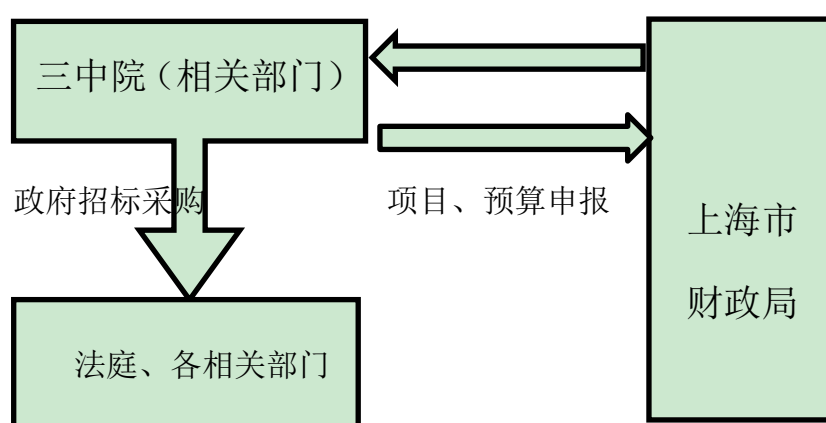 三中院（相关部门）
政府招标采购
项目、预算申报
上海市
财政局
法庭、各相关部门